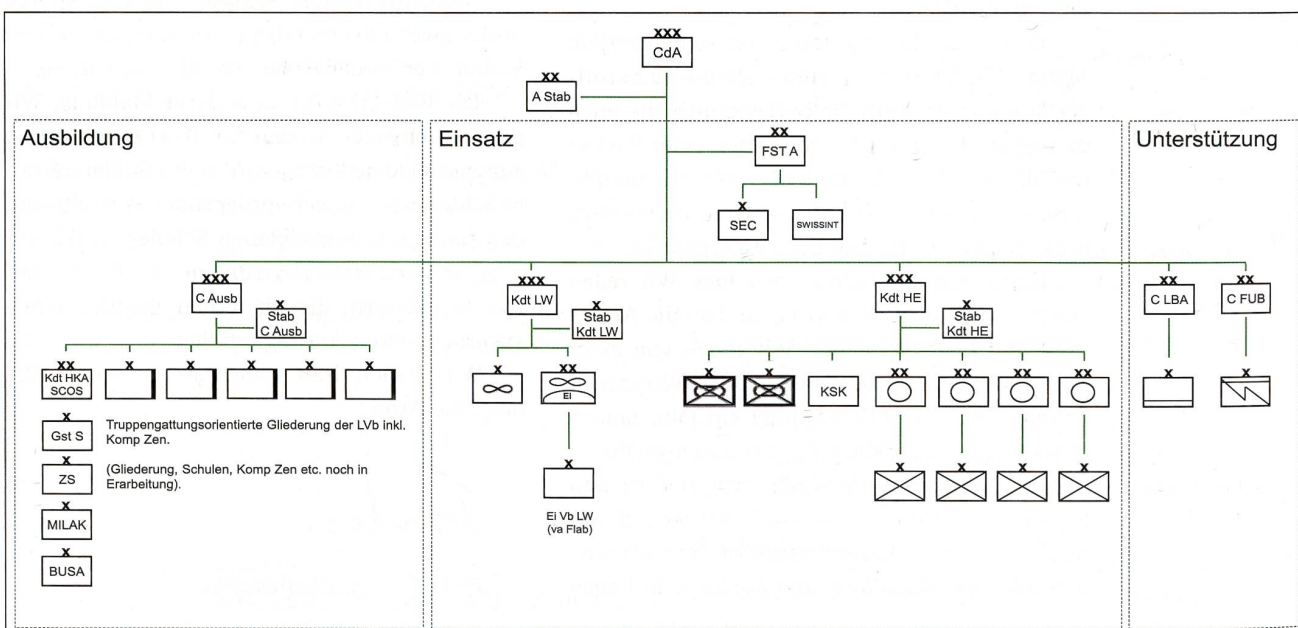 XXX
CdA
XX
A Stab
Ausbildung
Einsatz
Unterstützung
XX
FST A
X
SEC
SWISSINT
XXX
C Ausb
X
Stab
C Ausb
XX
Kdt HKA
SCOS
X
X
X
X
X
X
Gst S
X
ZS
X
MILAK
X
BUSA
Truppengattungsorientierte Gliederung der LVb inkl.
Komp Zen.
(Gliederung, Schulen, Komp Zen etc. noch in
Erarbeitung).
XXX
Kdt LW
X
Stab
Kdt LW
X
XX
Ei
X
Ei Vb LW
(va Flab)
XXX
Kdt HE
X
Stab
Kdt HE
X
X
KSK
XX
XX
XX
XX
X
X
X
X
X
C LBA
X
C FUB
X
X